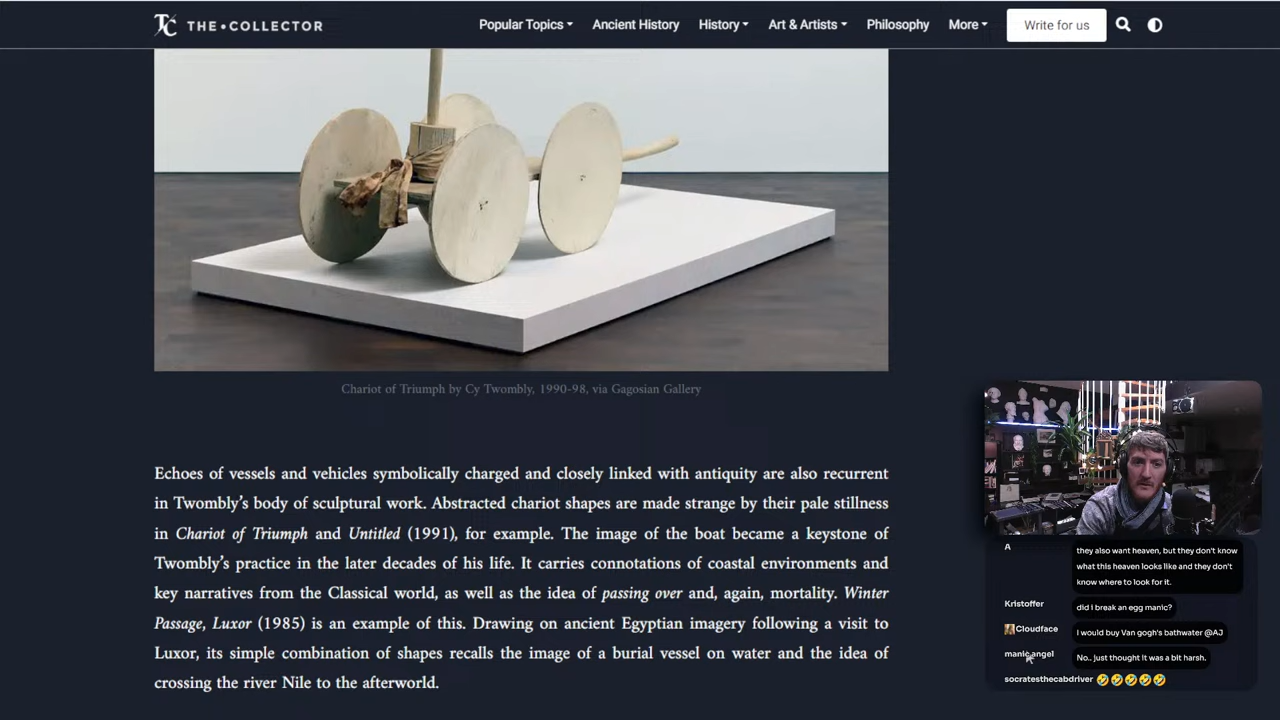 TC THE•COLLECTOR
Popular Topics
Ancient History
History
Art & Artists
Philosophy
More
Write for us
Chariot of Triumph by Cy Twombly, 1990-98, via Gagosian Gallery
Echoes of vessels and vehicles symbolically charged and closely linked with antiquity are also recurrent
in Twombly’s body of sculptural work. Abstracted chariot shapes are made strange by their pale stillness
in Chariot of Triumph and Untitled (1991), for example. The image of the boat became a keystone of
Twombly’s practice in the later decades of his life. It carries connotations of coastal environments and
key narratives from the Classical world, as well as the idea of passing over and, again, mortality. Winter
Passage, Luxor (1985) is an example of this. Drawing on ancient Egyptian imagery following a visit to
Luxor, its simple combination of shapes recalls the image of a burial vessel on water and the idea of
crossing the river Nile to the afterworld.
A
they also want heaven, but they don't know
what this heaven looks like and they don't
know where to look for it.
Kristoffer
did I break an egg manic?
Cloudface
I would buy Van gogh's bathwater @AJ
manic angel
No.. just thought it was a bit harsh.
socratesthecabdriver 🤣🤣🤣🤣🤣